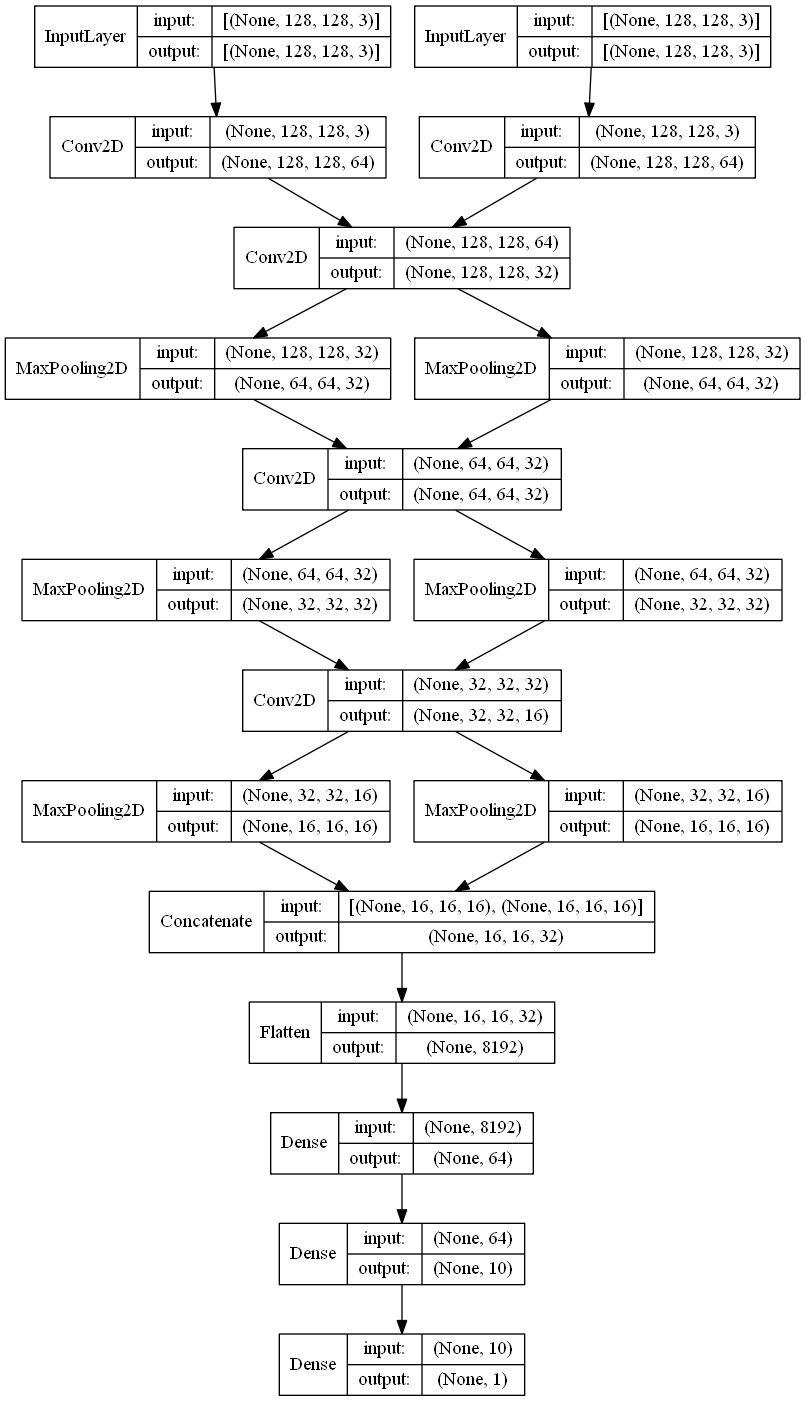 InputLayer input: [(None, 128, 128, 3)]
output: [(None, 128, 128, 3)]
InputLayer input: [(None, 128, 128, 3)]
output: [(None, 128, 128, 3)]
Conv2D input: (None, 128, 128, 3)
output: (None, 128, 128, 64)
Conv2D input: (None, 128, 128, 3)
output: (None, 128, 128, 64)
Conv2D input: (None, 128, 128, 64)
output: (None, 128, 128, 32)
MaxPooling2D input: (None, 128, 128, 32)
output: (None, 64, 64, 32)
MaxPooling2D input: (None, 128, 128, 32)
output: (None, 64, 64, 32)
Conv2D input: (None, 64, 64, 32)
output: (None, 64, 64, 32)
MaxPooling2D input: (None, 64, 64, 32)
output: (None, 32, 32, 32)
MaxPooling2D input: (None, 64, 64, 32)
output: (None, 32, 32, 32)
Conv2D input: (None, 32, 32, 32)
output: (None, 32, 32, 16)
MaxPooling2D input: (None, 32, 32, 16)
output: (None, 16, 16, 16)
MaxPooling2D input: (None, 32, 32, 16)
output: (None, 16, 16, 16)
Concatenate input: [(None, 16, 16, 16), (None, 16, 16, 16)]
output: (None, 16, 16, 32)
Flatten input: (None, 16, 16, 32)
output: (None, 8192)
Dense input: (None, 8192)
output: (None, 64)
Dense input: (None, 64)
output: (None, 10)
Dense input: (None, 10)
output: (None, 1)